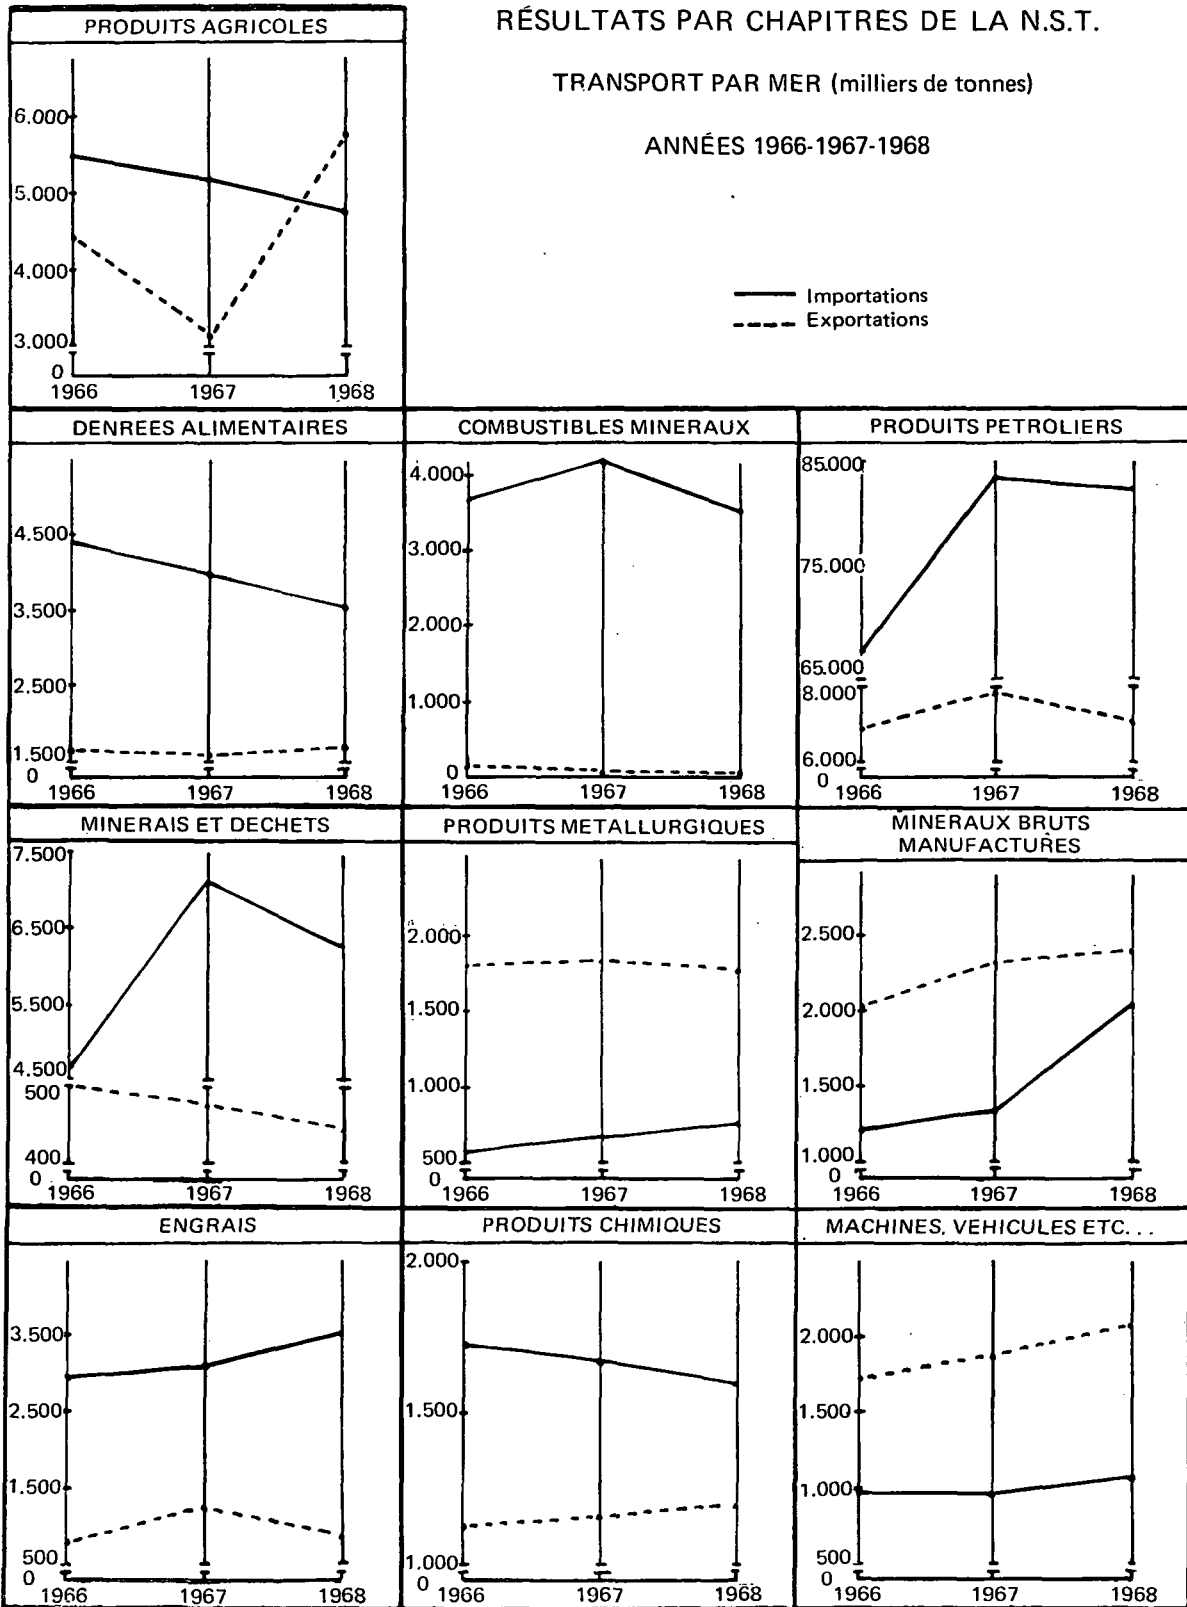 PRODUITS AGRICOLES
RÉSULTATS PAR CHAPITRES DE LA N.S.T.
TRANSPORT PAR MER (milliers de tonnes)
ANNÉES 1966-1967-1968
Importations
Exportations
6.000
5.000
4.000
3.000
0
1966 1967 1968
DENREES ALIMENTAIRES
4.500
3.500
2.500
1.500
0
1966 1967 1968
COMBUSTIBLES MINERAUX
4.000
3.000
2.000
1.000
0
1966 1967 1968
PRODUITS PETROLIERS
85.000
75.000
65.000
8.000
6.000
0
1966 1967 1968
MINERAIS ET DECHETS
7.500
6.500
5.500
4.500
500
400
0
1966 1967 1968
PRODUITS METALLURGIQUES
2.000
1.500
1.000
500
0
1966 1967 1968
MINERAUX BRUTS
MANUFACTURES
2.500
2.000
1.500
1.000
0
1966 1967 1968
ENGRAIS
3.500
2.500
1.500
500
0
1966 1967 1968
PRODUITS CHIMIQUES
2.000
1.500
1.000
0
1966 1967 1968
MACHINES, VEHICULES ETC...
2.000
1.500
1.000
500
0
1966 1967 1968